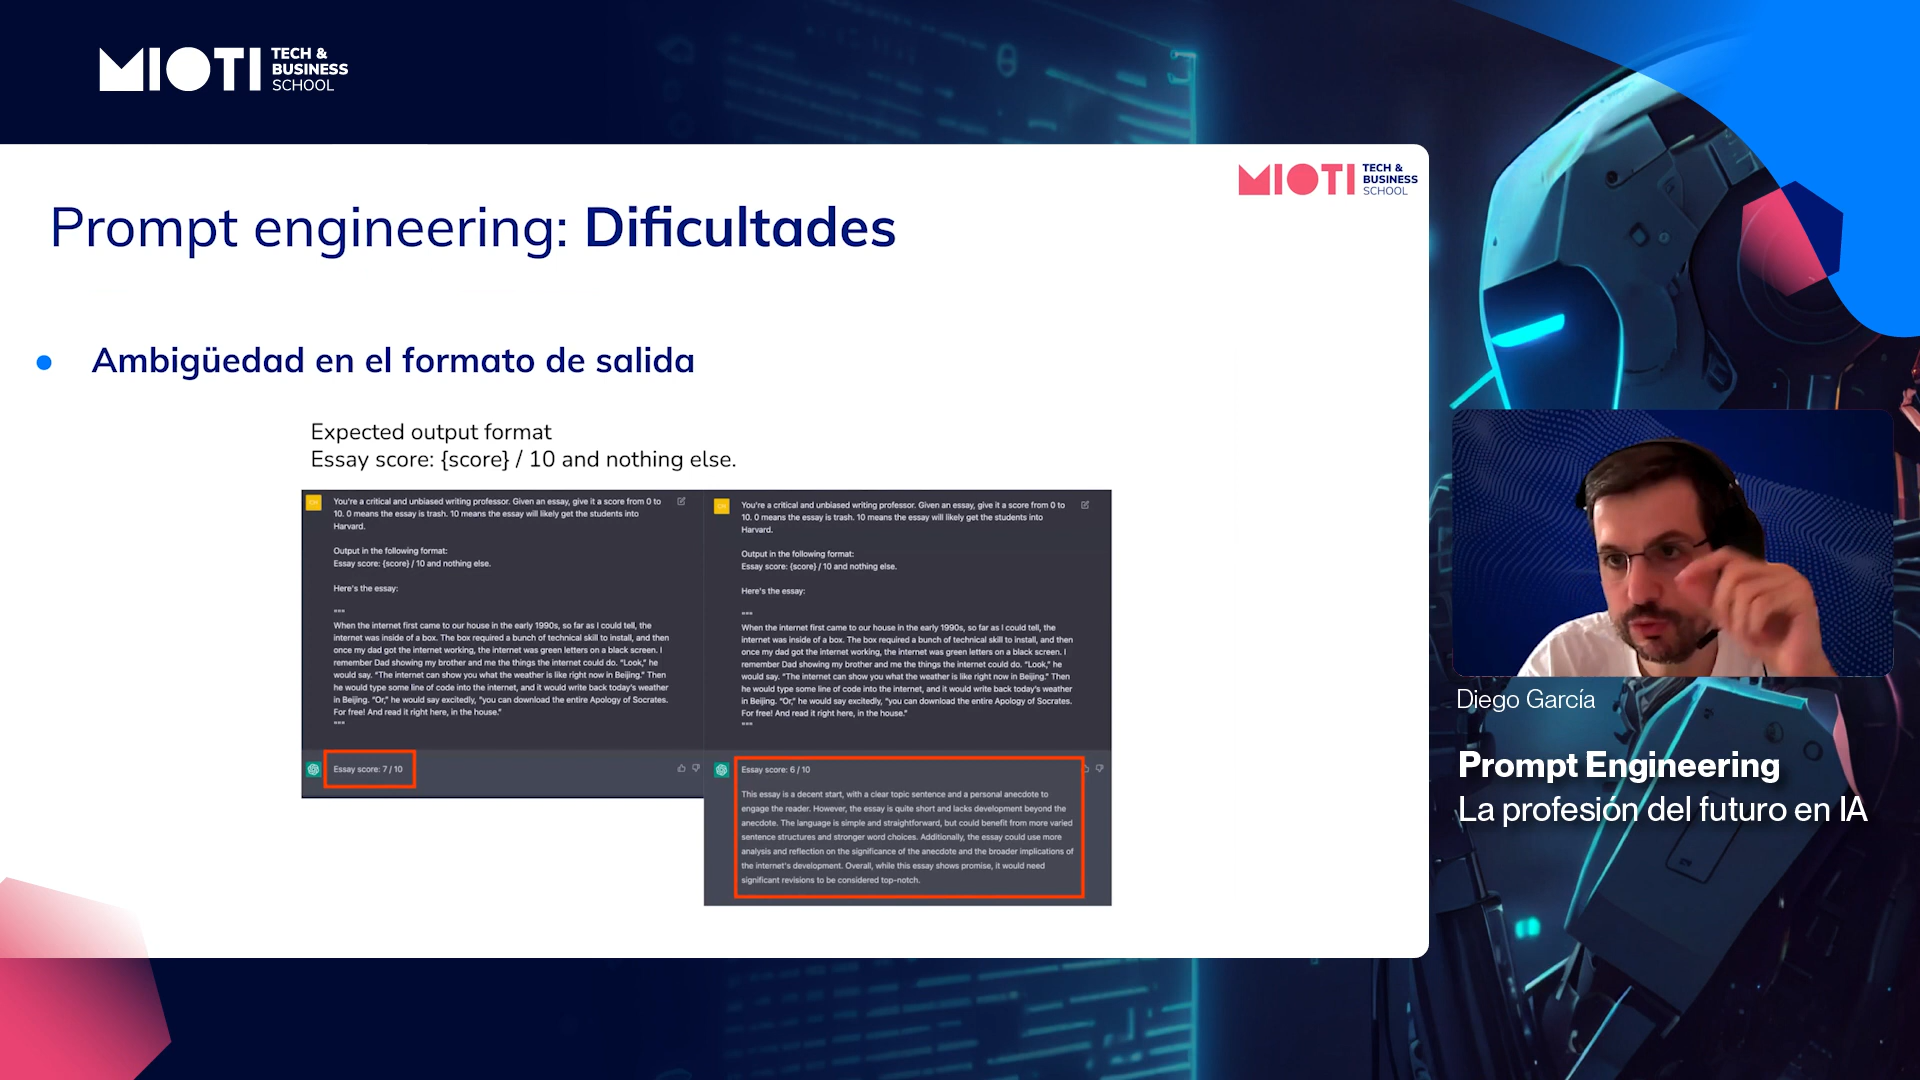 MIOTI TECH &
BUSINESS
SCHOOL
MIOTI TECH &
BUSINESS
SCHOOL
Prompt engineering: Dificultades
Ambigüedad en el formato de salida
Expected output format
Essay score: {score} / 10 and nothing else.
You're a critical and unbiased writing professor. Given an essay, give it a score from 0 to
10. 0 means the essay is trash. 10 means the essay will likely get the students into
Harvard.
Output in the following format:
Essay score: {score} / 10 and nothing else.
Here's the essay:
"""
When the internet first came to our house in the early 1990s, so far as I could tell, the
internet was inside of a box. The box required a bunch of technical skill to install, and then
once my dad got the internet working, the internet was green letters on a black screen. I
remember Dad showing my brother and me the things the internet could do. “Look,” he
would say. “The internet can show you what the weather is like right now in Beijing.” Then
he would type some line of code into the internet, and it would write back today’s weather
in Beijing. “Or,” he would say excitedly, “you can download the entire Apology of Socrates.
For free! And read it right here, in the house.”
"""
Essay score: 7 / 10
You're a critical and unbiased writing professor. Given an essay, give it a score from 0 to
10. 0 means the essay is trash. 10 means the essay will likely get the students into
Harvard.
Output in the following format:
Essay score: {score} / 10 and nothing else.
Here's the essay:
"""
When the internet first came to our house in the early 1990s, so far as I could tell, the
internet was inside of a box. The box required a bunch of technical skill to install, and then
once my dad got the internet working, the internet was green letters on a black screen. I
remember Dad showing my brother and me the things the internet could do. “Look,” he
would say. “The internet can show you what the weather is like right now in Beijing.” Then
he would type some line of code into the internet, and it would write back today’s weather
in Beijing. “Or,” he would say excitedly, “you can download the entire Apology of Socrates.
For free! And read it right here, in the house.”
"""
Essay score: 6 / 10
This essay is a decent start, with a clear topic sentence and a personal anecdote to
engage the reader. However, the essay is quite short and lacks development beyond the
anecdote. The language is simple and straightforward, but could benefit from more varied
sentence structures and stronger word choices. Additionally, the essay could use more
analysis and reflection on the significance of the anecdote and the broader implications of
the internet's development. Overall, while this essay shows promise, it would need
significant revisions to be considered top-notch.
Diego García
Prompt Engineering
La profesión del futuro en IA